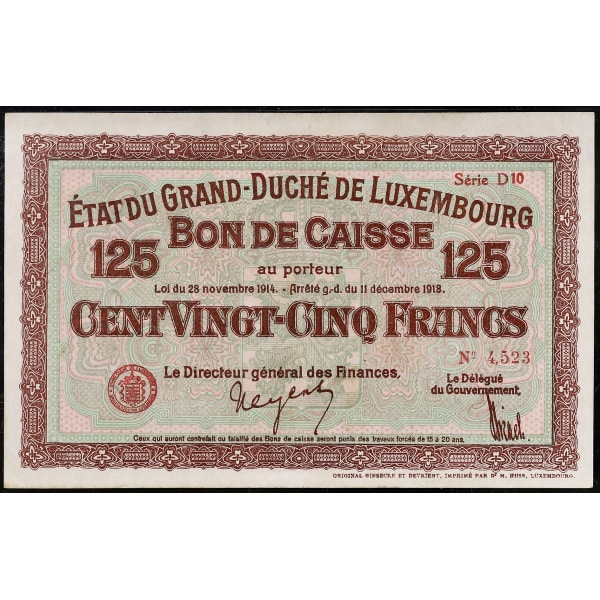 Série D10
ÉTAT DU GRAND-DUCHÉ DE LUXEMBOURG
125 BON DE CAISSE 125
au porteur
Loi du 28 novembre 1914. - Arrêté g.-d. du 11 décembre 1918.
CENT VINGT-CINQ FRANCS
Nº 4,523
Le Directeur général des Finances,
Le Délégué
du Gouvernement,
Neyens
Ceux qui auront contrefait ou falsifié des Bons de caisse seront punis des travaux forcés de 15 à 20 ans.
ORIGINAL GIESECKE ET DEVRIENT, IMPRIMÉ PAR Dr M. HUSS, LUXEMBOURG.